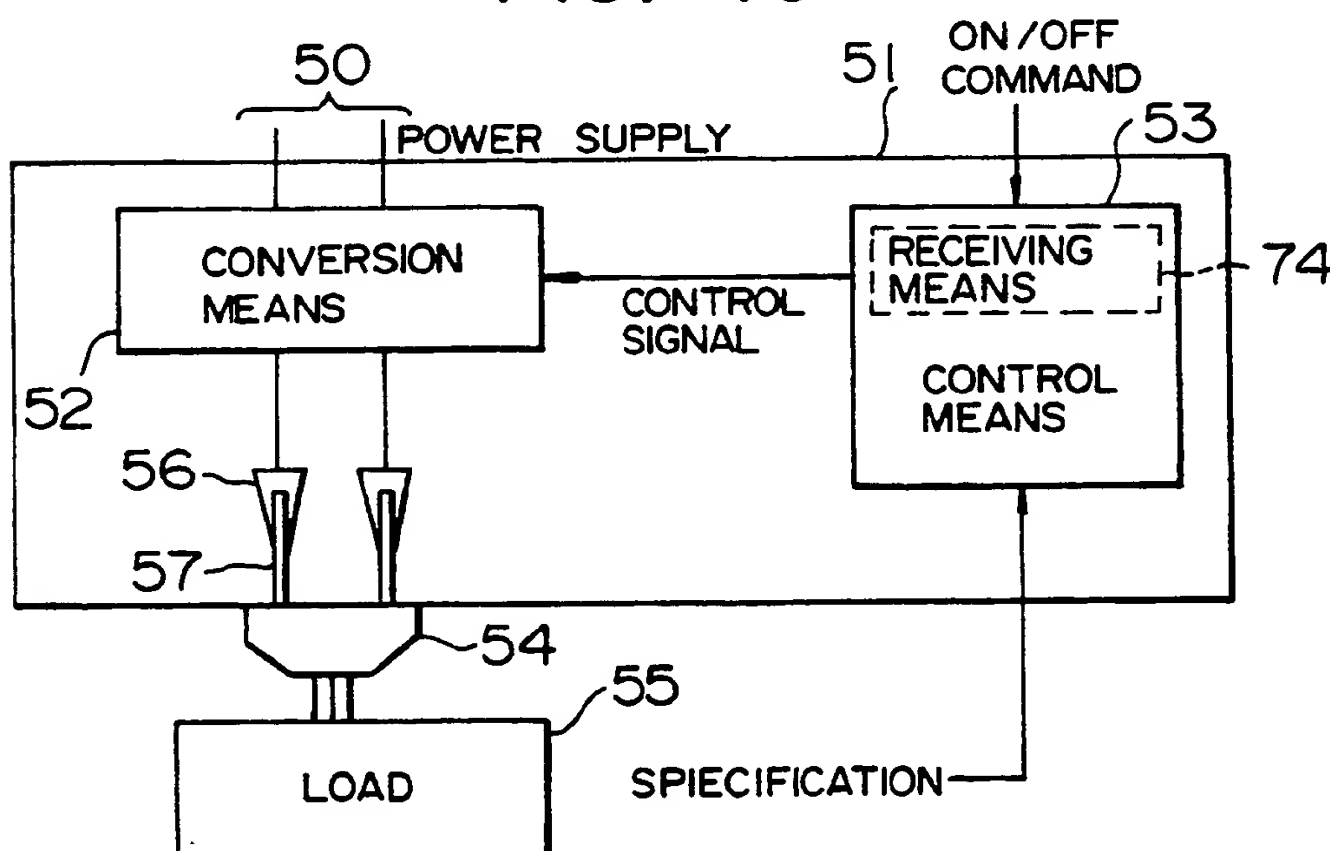 50
POWER SUPPLY
51
ON/OFF
COMMAND
53
CONVERSION
MEANS
52
CONTROL
SIGNAL
RECEIVING
MEANS
74
CONTROL
MEANS
56
57
54
55
LOAD
SPIECIFICATION